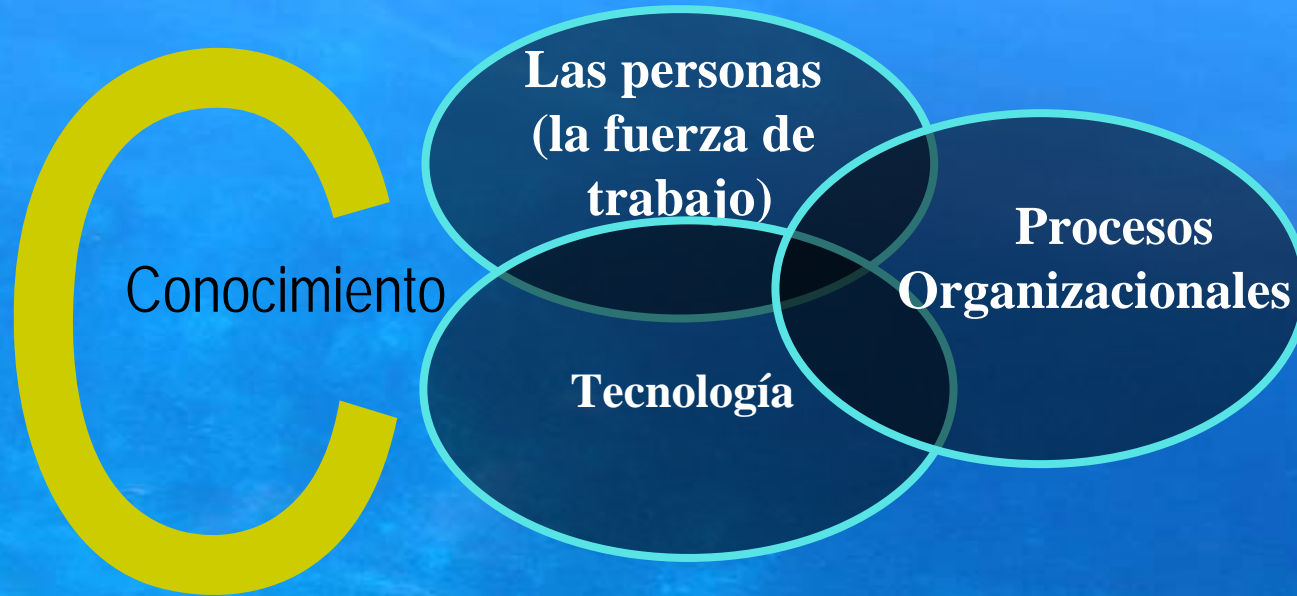 C
Conocimiento
Las personas
(la fuerza de
trabajo)
Procesos
Organizacionales
Tecnología